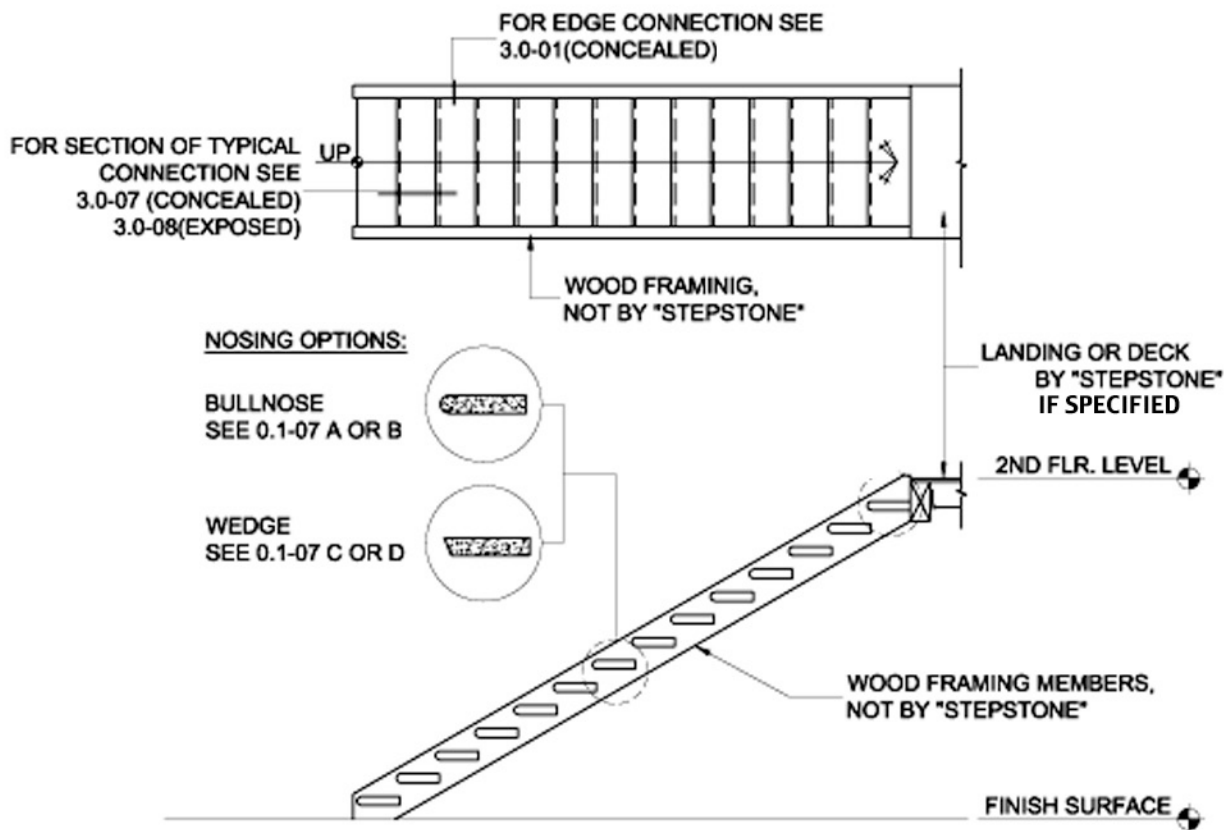 FOR EDGE CONNECTION SEE
3.0-01(CONCEALED)
FOR SECTION OF TYPICAL
CONNECTION SEE
3.0-07 (CONCEALED)
3.0-08(EXPOSED)
UP
WOOD FRAMINIG,
NOT BY "STEPSTONE"
NOSING OPTIONS:
BULLNOSE
SEE 0.1-07 A OR B
WEDGE
SEE 0.1-07 C OR D
LANDING OR DECK
BY "STEPSTONE"
IF SPECIFIED
2ND FLR. LEVEL
WOOD FRAMING MEMBERS,
NOT BY "STEPSTONE"
FINISH SURFACE